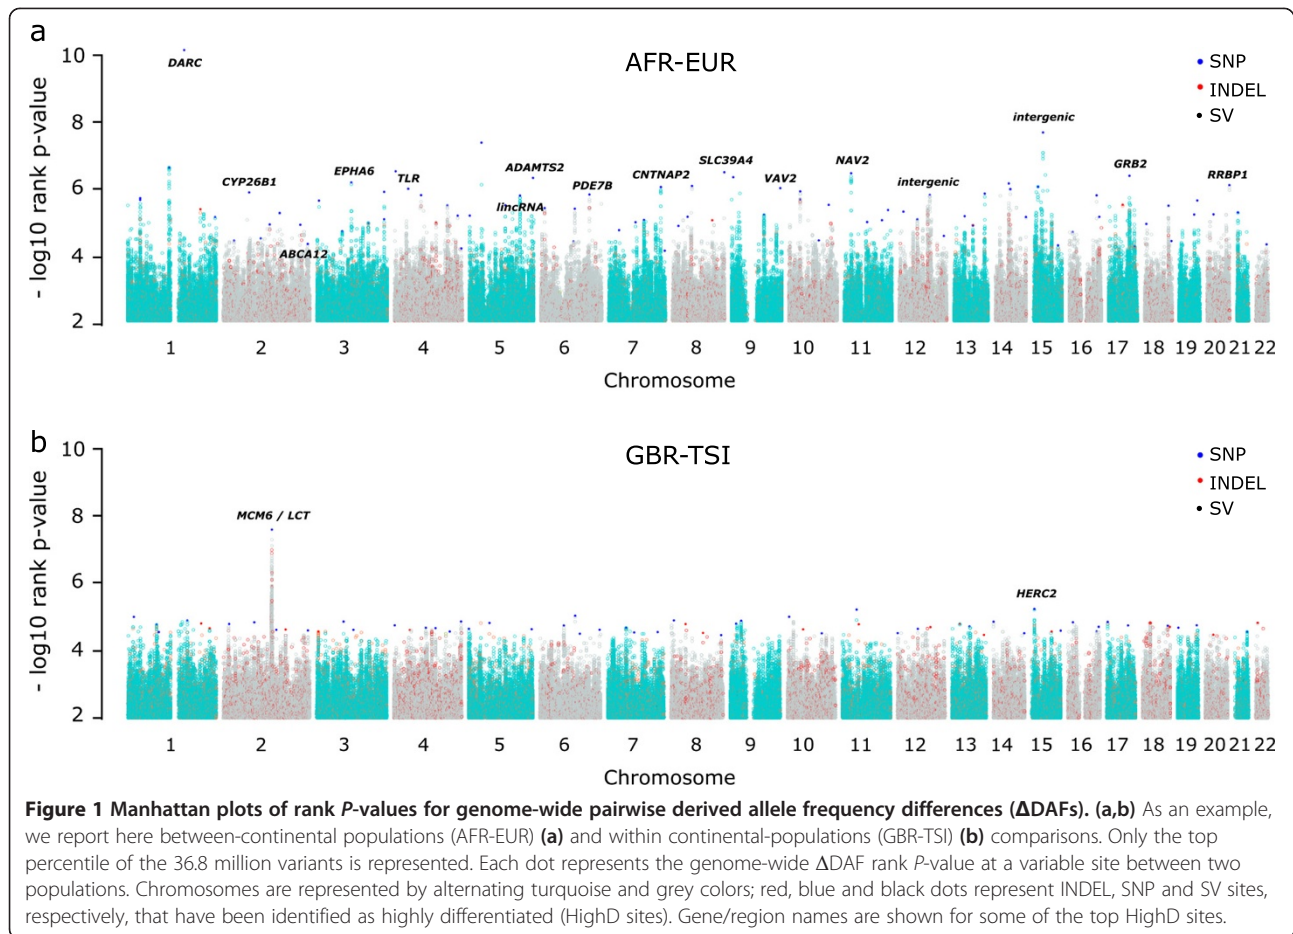 a
AFR-EUR
SNP
INDEL
SV
- log10 rank p-value
10
8
6
4
2
DARC
CYP26B1
ABCA12
EPHA6
TLR
ADAMTS2
lincRNA
PDE7B
CNTNAP2
SLC39A4
VAV2
NAV2
intergenic
intergenic
GRB2
RRBP1
1 2 3 4 5 6 7 8 9 10 11 12 13 14 15 16 17 18 19 20 21 22
Chromosome
b
GBR-TSI
SNP
INDEL
SV
- log10 rank p-value
10
8
6
4
2
MCM6 / LCT
HERC2
1 2 3 4 5 6 7 8 9 10 11 12 13 14 15 16 17 18 19 20 21 22
Chromosome
Figure 1 Manhattan plots of rank P-values for genome-wide pairwise derived allele frequency differences (ΔDAFs). (a,b) As an example,
we report here between-continental populations (AFR-EUR) (a) and within continental-populations (GBR-TSI) (b) comparisons. Only the top
percentile of the 36.8 million variants is represented. Each dot represents the genome-wide ΔDAF rank P-value at a variable site between two
populations. Chromosomes are represented by alternating turquoise and grey colors; red, blue and black dots represent INDEL, SNP and SV sites,
respectively, that have been identified as highly differentiated (HighD sites). Gene/region names are shown for some of the top HighD sites.